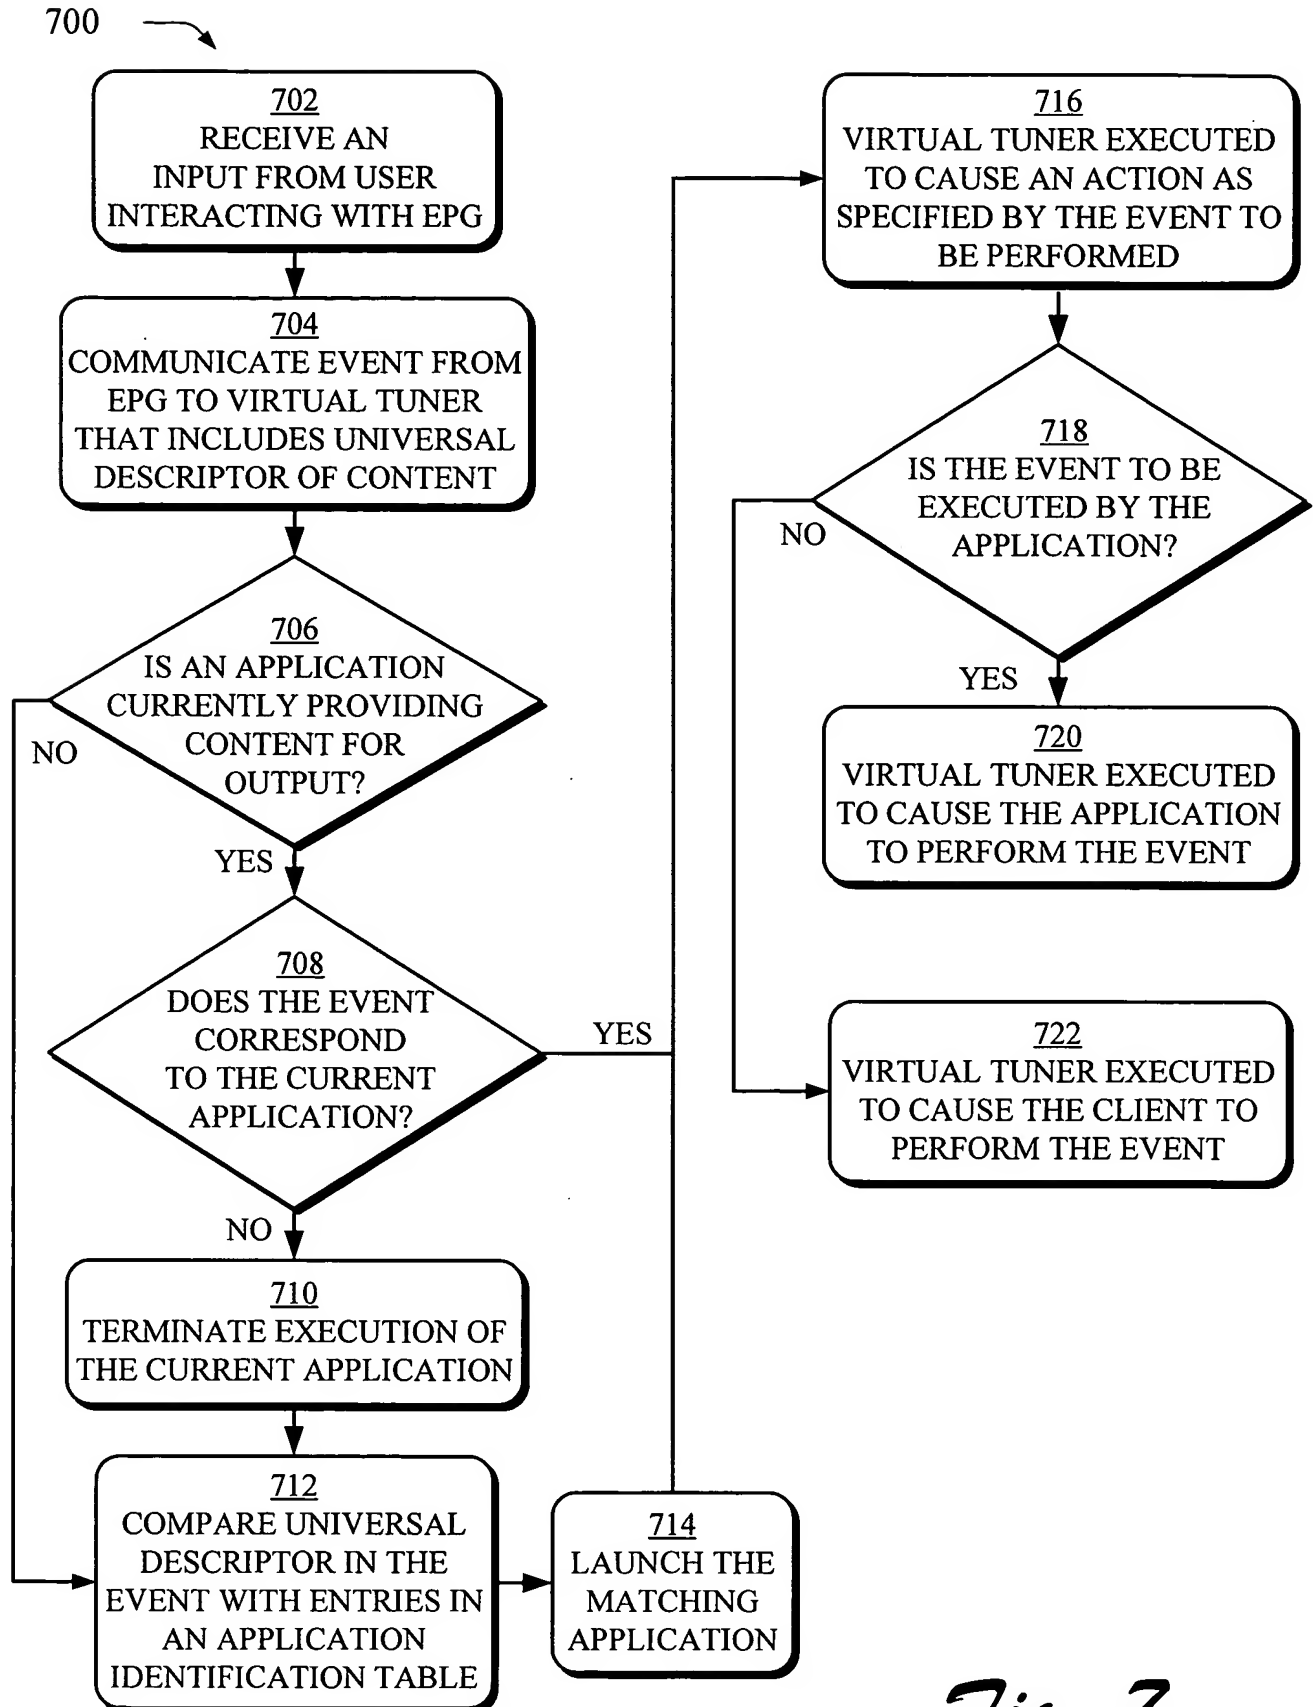 700
702
RECEIVE AN
INPUT FROM USER
INTERACTING WITH EPG
704
COMMUNICATE EVENT FROM
EPG TO VIRTUAL TUNER
THAT INCLUDES UNIVERSAL
DESCRIPTOR OF CONTENT
706
IS AN APPLICATION
CURRENTLY PROVIDING
CONTENT FOR
OUTPUT?
NO
YES
708
DOES THE EVENT
CORRESPOND
TO THE CURRENT
APPLICATION?
YES
NO
710
TERMINATE EXECUTION OF
THE CURRENT APPLICATION
712
COMPARE UNIVERSAL
DESCRIPTOR IN THE
EVENT WITH ENTRIES IN
AN APPLICATION
IDENTIFICATION TABLE
714
LAUNCH THE
MATCHING
APPLICATION
716
VIRTUAL TUNER EXECUTED
TO CAUSE AN ACTION AS
SPECIFIED BY THE EVENT TO
BE PERFORMED
718
IS THE EVENT TO BE
EXECUTED BY THE
APPLICATION?
NO
YES
720
VIRTUAL TUNER EXECUTED
TO CAUSE THE APPLICATION
TO PERFORM THE EVENT
722
VIRTUAL TUNER EXECUTED
TO CAUSE THE CLIENT TO
PERFORM THE EVENT
Fig. 7